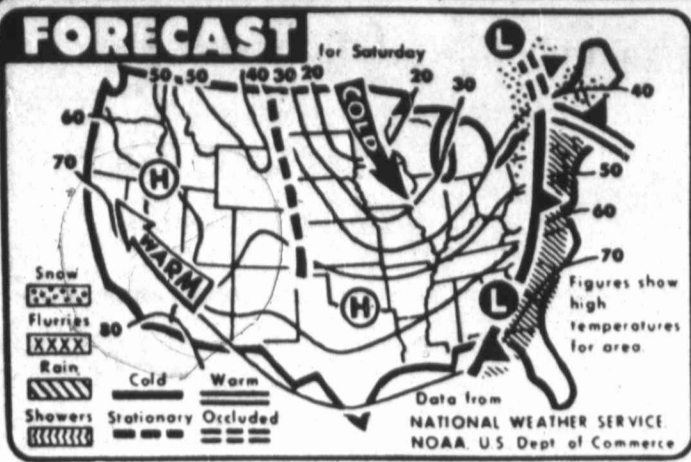 FORECAST
for Saturday
L
50 50 40 30 20
20
30
40
60
COLD
70
H
50
60
WARM
70
Snow
Flurries
Rain
Showers
80
H
L
Figures show
high
temperatures
for area.
Cold Warm
Stationary Occluded
Data from
NATIONAL WEATHER SERVICE.
NOAA, U.S. Dept of Commerce